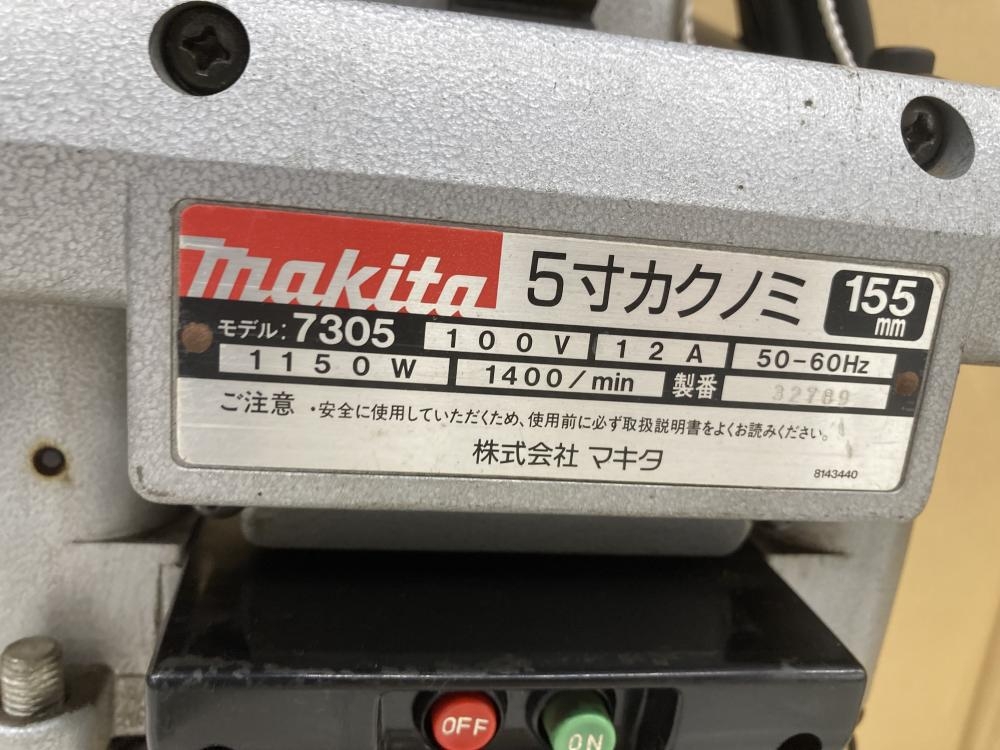 makita 5寸カクノミ 155mm
モデル: 7305 100V 12A 50-60Hz
1150W 1400/min 製番 32789
ご注意 ・安全に使用していただくため、使用前に必ず取扱説明書をよくお読みください。
株式会社 マキタ
8143440
OFF ON